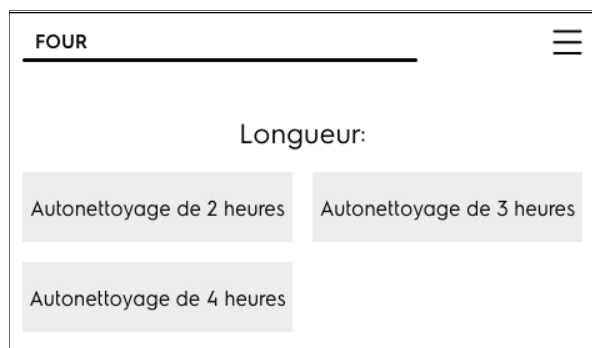 FOUR
Longueur:
Autonettoyage de 2 heures
Autonettoyage de 3 heures
Autonettoyage de 4 heures